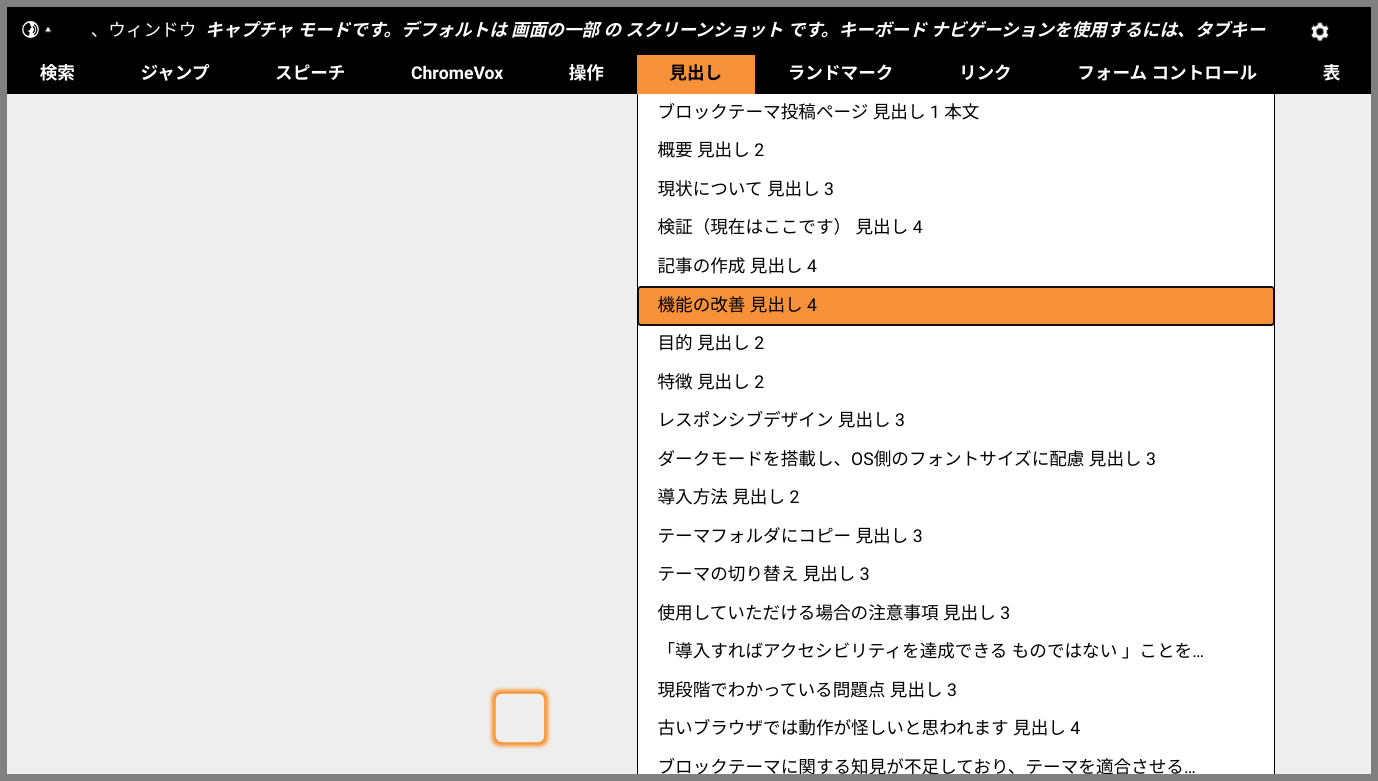 、ウィンドウ キャプチャ モードです。デフォルトは 画面の一部 の スクリーンショット です。キーボード ナビゲーションを使用するには、タブキー
検索 ジャンプ スピーチ ChromeVox 操作 見出し ランドマーク リンク フォーム コントロール 表
ブロックテーマ投稿ページ 見出し 1 本文
概要 見出し 2
現状について 見出し 3
検証（現在はここです） 見出し 4
記事の作成 見出し 4
機能の改善 見出し 4
目的 見出し 2
特徴 見出し 2
レスポンシブデザイン 見出し 3
ダークモードを搭載し、OS側のフォントサイズに配慮 見出し 3
導入方法 見出し 2
テーマフォルダにコピー 見出し 3
テーマの切り替え 見出し 3
使用していただける場合の注意事項 見出し 3
「導入すればアクセシビリティを達成できる ものではない 」ことを...
現段階でわかっている問題点 見出し 3
古いブラウザでは動作が怪しいと思われます 見出し 4
ブロックテーマに関する知見が不足しており、テーマを適合させる...